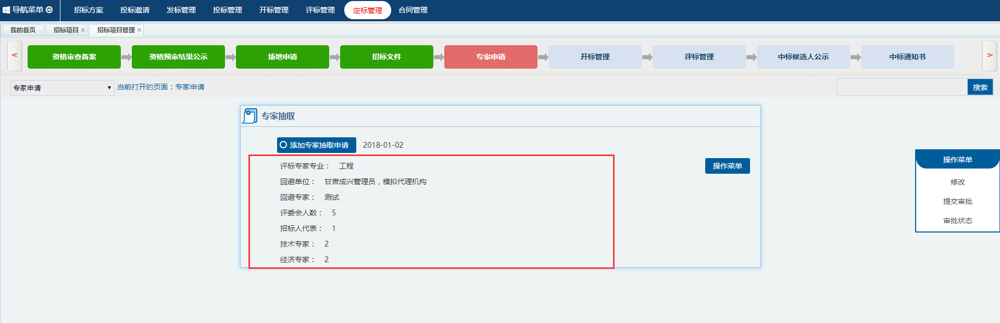 导航菜单 招标方案 投标邀请 发标管理 投标管理 开标管理 评标管理 定标管理 合同管理
我的首页 招标项目 × 招标项目管理 ×
< 资格审查备案 资格预审结果公示 场地申请 招标文件 专家申请 开标管理 评标管理 中标候选人公示 中标通知书 >
专家申请 当前打开的页面：专家申请 搜索
专家抽取
添加专家抽取申请 2018-01-02
评标专家专业： 工程
回避单位： 甘肃成兴管理员，模拟代理机构
回避专家： 测试
评委会人数： 5
招标人代表： 1
技术专家： 2
经济专家： 2
操作菜单
操作菜单
修改
提交审批
审批状态